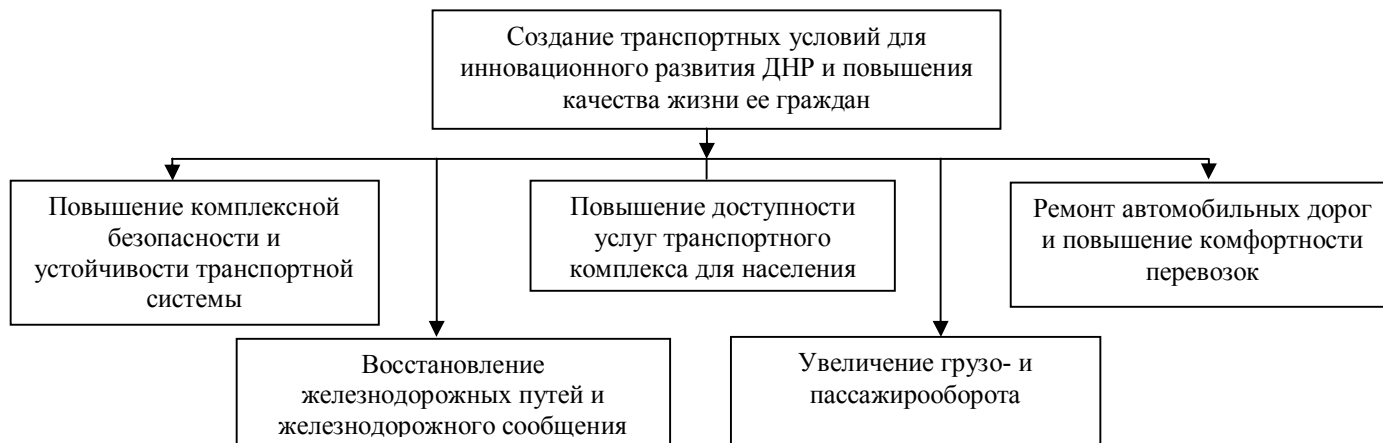 Создание транспортных условий для
инновационного развития ДНР и повышения
качества жизни ее граждан
Повышение комплексной
безопасности и
устойчивости транспортной
системы
Повышение доступности
услуг транспортного
комплекса для населения
Ремонт автомобильных дорог
и повышение комфортности
перевозок
Восстановление
железнодорожных путей и
железнодорожного сообщения
Увеличение грузо- и
пассажирооборота